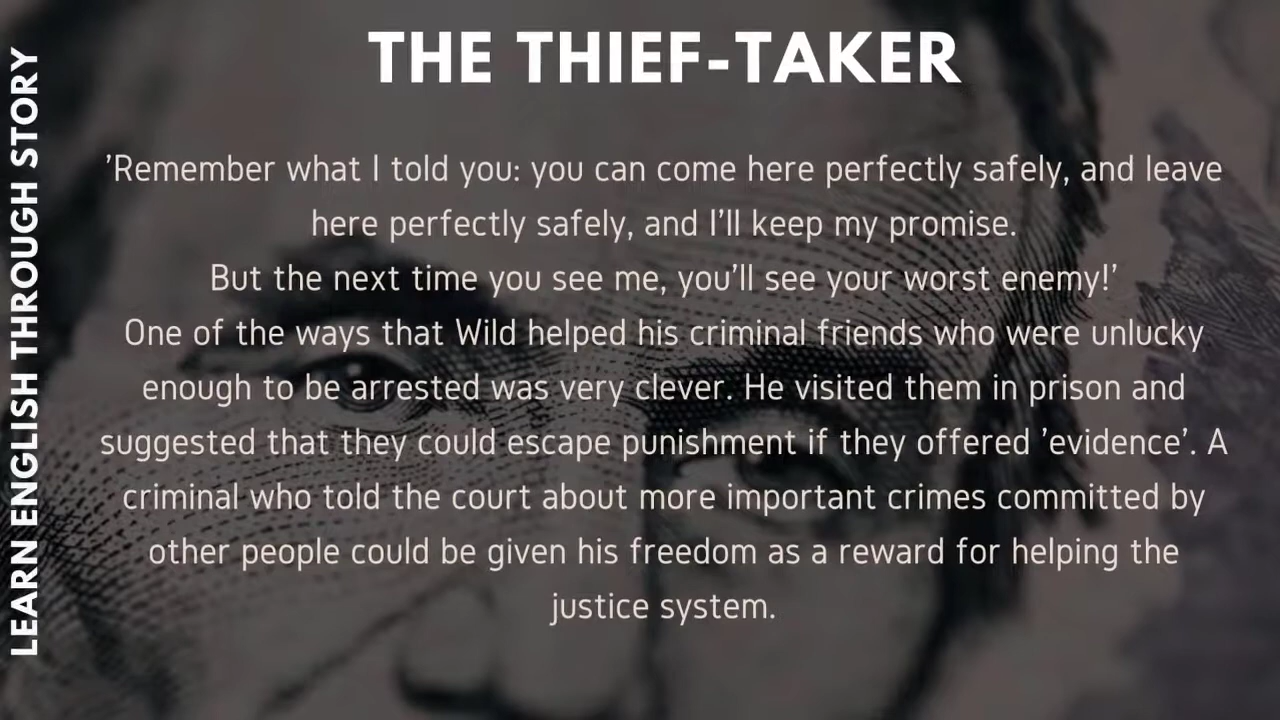 THE THIEF-TAKER
LEARN ENGLISH THROUGH STORY
’Remember what I told you: you can come here perfectly safely, and leave
here perfectly safely, and I’ll keep my promise.
But the next time you see me, you’ll see your worst enemy!’
One of the ways that Wild helped his criminal friends who were unlucky
enough to be arrested was very clever. He visited them in prison and
suggested that they could escape punishment if they offered ’evidence’. A
criminal who told the court about more important crimes committed by
other people could be given his freedom as a reward for helping the
justice system.